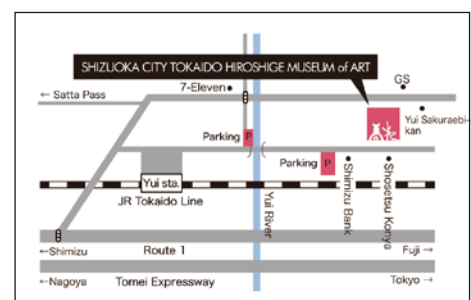 SHIZUOKA CITY TOKAIDO HIROSHIGE MUSEUM of ART
← Satta Pass
7-Eleven
GS
Yui Sakuraebi-
kan
Parking P
Parking P
Yui sta.
JR Tokaido Line
Yui River
Shimizu Bank
Shosetsu Konya
←Shimizu
Route 1
Fuji →
←Nagoya
Tomei Expressway
Tokyo→